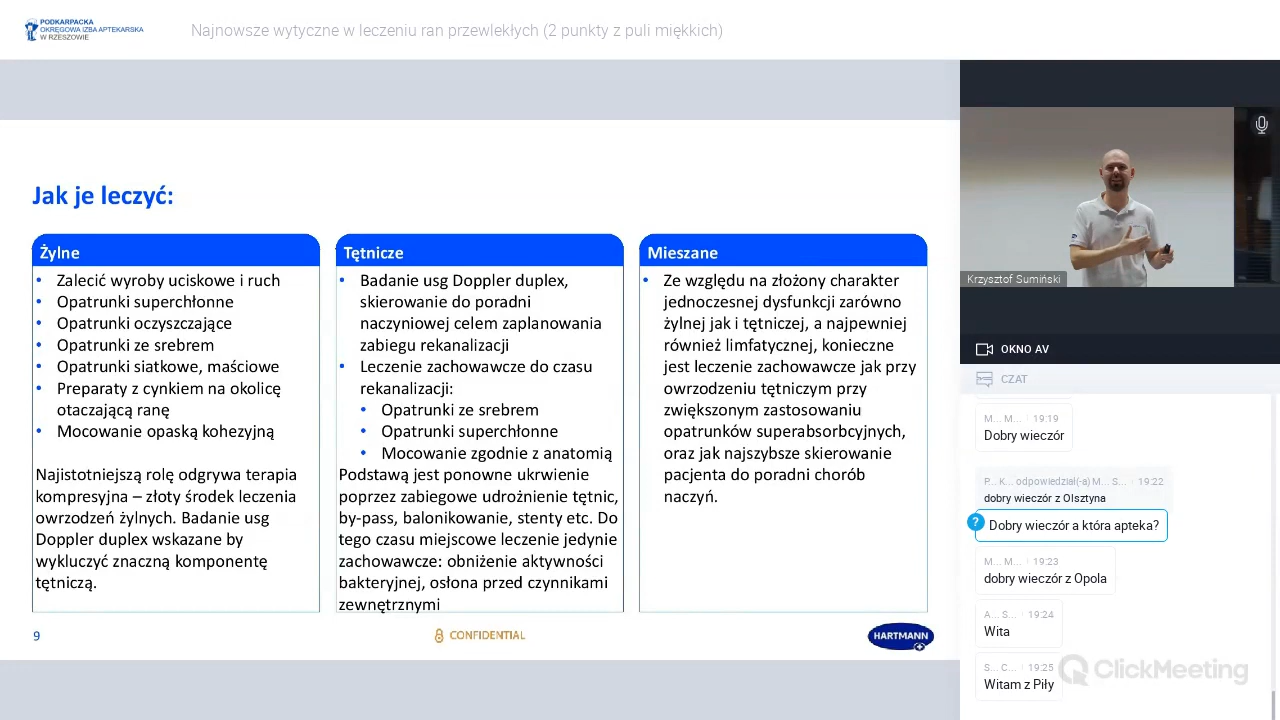 PODKARPACKA
OKRĘGOWA IZBA APTEKARSKA
W RZESZOWIE
Najnowsze wytyczne w leczeniu ran przewlekłych (2 punkty z puli miękkich)
Jak je leczyć:
Żylne
• Zalecić wyroby uciskowe i ruch
• Opatrunki superchłonne
• Opatrunki oczyszczające
• Opatrunki ze srebrem
• Opatrunki siatkowe, maściowe
• Preparaty z cynkiem na okolicę
otaczającą ranę
• Mocowanie opaską kohezyjną
Najistotniejszą rolę odgrywa terapia
kompresyjna – złoty środek leczenia
owrzodzeń żylnych. Badanie usg
Doppler duplex wskazane by
wykluczyć znaczną komponentę
tętniczą.
Tętnicze
• Badanie usg Doppler duplex,
skierowanie do poradni
naczyniowej celem zaplanowania
zabiegu rekanalizacji
• Leczenie zachowawcze do czasu
rekanalizacji:
• Opatrunki ze srebrem
• Opatrunki superchłonne
• Mocowanie zgodnie z anatomią
Podstawą jest ponowne ukrwienie
poprzez zabiegowe udrożnienie tętnic,
by-pass, balonikowanie, stenty etc. Do
tego czasu miejscowe leczenie jedynie
zachowawcze: obniżenie aktywności
bakteryjnej, osłona przed czynnikami
zewnętrznymi
Mieszane
• Ze względu na złożony charakter
jednoczesnej dysfunkcji zarówno
żylnej jak i tętniczej, a najpewniej
również limfatycznej, konieczne
jest leczenie zachowawcze jak przy
owrzodzeniu tętniczym przy
zwiększonym zastosowaniu
opatrunków superabsorbcyjnych,
oraz jak najszybsze skierowanie
pacjenta do poradni chorób
naczyń.
9
CONFIDENTIAL
HARTMANN
Krzysztof Sumiński
OKNO AV
CZAT
M... M... 19:19
Dobry wieczór
P... K... odpowiedział(-a) M... S... 19:22
dobry wieczór z Olsztyna
? Dobry wieczór a która apteka?
M... M... 19:23
dobry wieczór z Opola
A... S... 19:24
Wita
S... C... 19:25
Witam z Piły
ClickMeeting